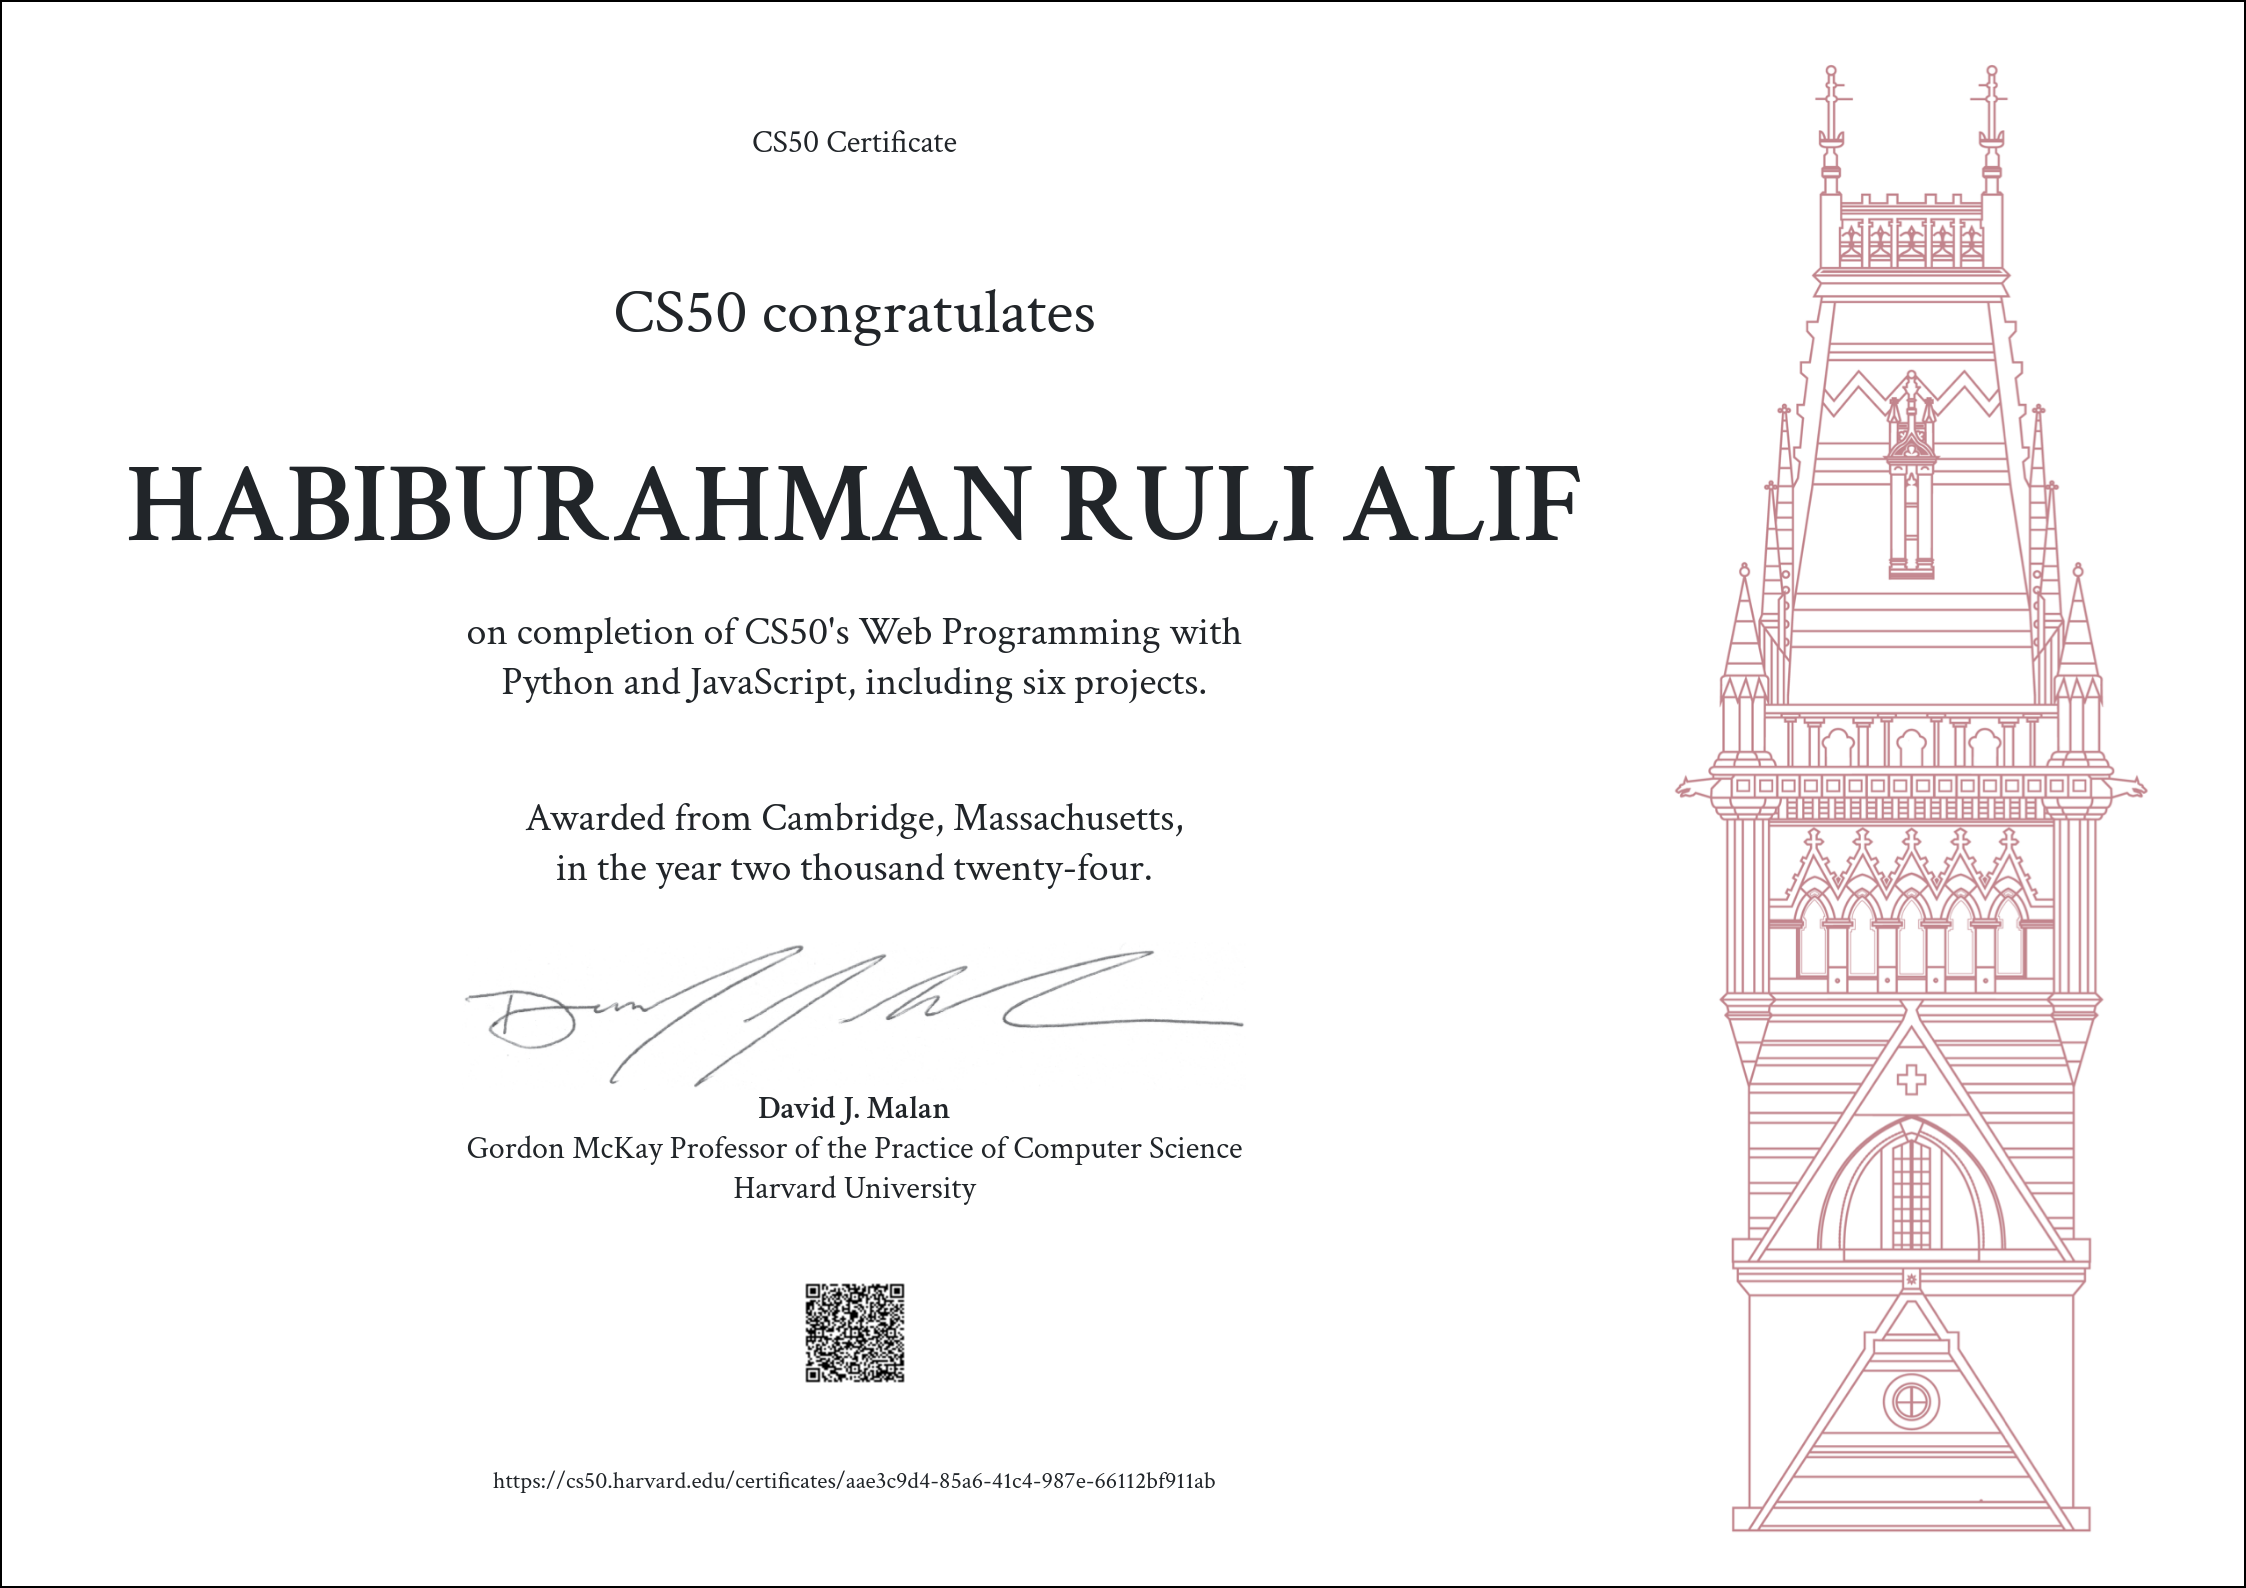 CS50 Certificate
CS50 congratulates
HABIBURAHMAN RULI ALIF
on completion of CS50's Web Programming with
Python and JavaScript, including six projects.
Awarded from Cambridge, Massachusetts,
in the year two thousand twenty-four.
David J. Malan
Gordon McKay Professor of the Practice of Computer Science
Harvard University
https://cs50.harvard.edu/certificates/aae3c9d4-85a6-41c4-987e-66112bf911ab